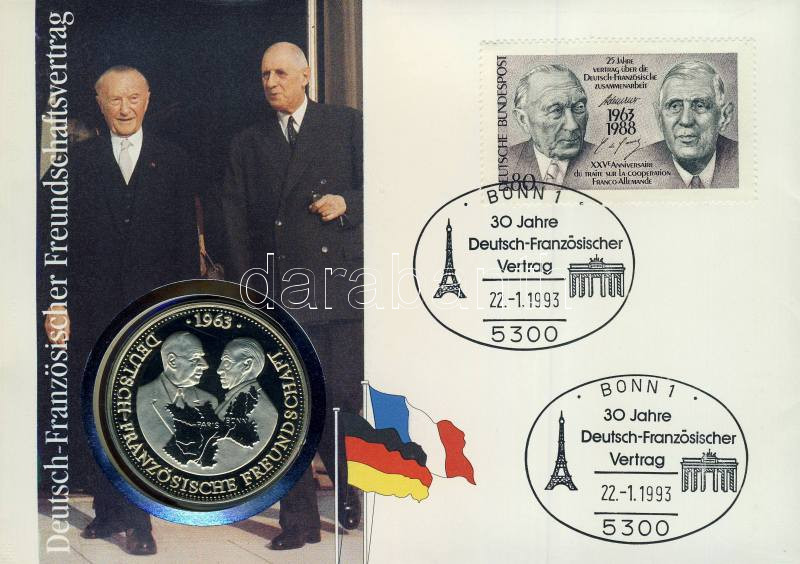 Deutsch-Französischer Freundschaftsvertrag
DEUTSCHE BUNDESPOST
25 JAHRE
VERTRAG ÜBER DIE
DEUTSCH-FRANZÖSISCHE
ZUSAMMENARBEIT
1963
1988
XXVE ANNIVERSAIRE
DU TRAITÉ SUR LA COOPERATION
FRANCO-ALLEMANDE
80
· BONN 1 ·
30 Jahre
Deutsch-Französischer
Vertrag
22.-1.1993
5300
darabanth
· 1963 ·
DEUTSCH-FRANZÖSISCHE FREUNDSCHAFT
PARIS
BONN
· BONN 1 ·
30 Jahre
Deutsch-Französischer
Vertrag
22.-1.1993
5300